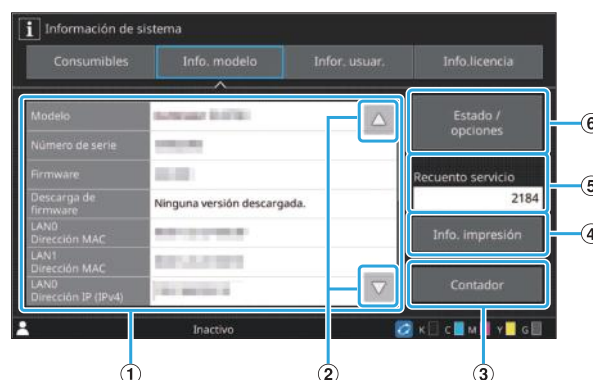 i Información de sistema
Consumibles Info. modelo Infor. usuar. Info.licencia
Modelo
Número de serie
Firmware
Descarga de
firmware
Ninguna versión descargada.
LAN0
Dirección MAC
LAN1
Dirección MAC
LAN0
Dirección IP (IPv4)
Estado /
opciones
Recuento servicio
2184
Info. impresión
Contador
Inactivo
K C M Y G
6
5
4
1 2 3